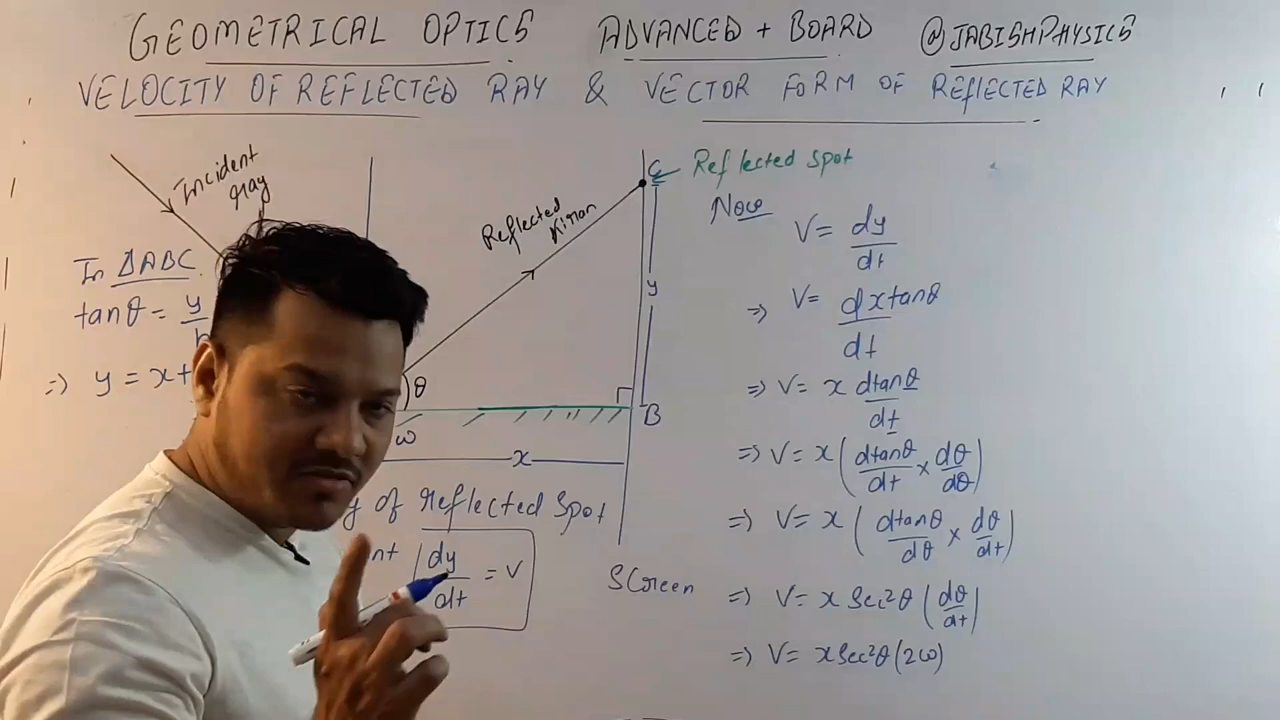 GEOMETRICAL OPTICS ADVANCED + BOARD @JABISHPHYSICS
VELOCITY OF REFLECTED RAY & VECTOR FORM OF REFLECTED RAY
Incident
Ray
In ΔABC
tanθ = y
⇒ y = x
Reflected
θ
ω
x
C
Reflected Spot
y
B
of Reflected Spot
dy/dt = V
Screen
Now
V = dy/dt
⇒ V = dxtanθ/dt
⇒ V = x dtanθ/dt
⇒ V = x (dtanθ/dt × dθ/dθ)
⇒ V = x (dtanθ/dθ × dθ/dt)
⇒ V = x Sec²θ (dθ/dt)
⇒ V = xSec²θ(2ω)